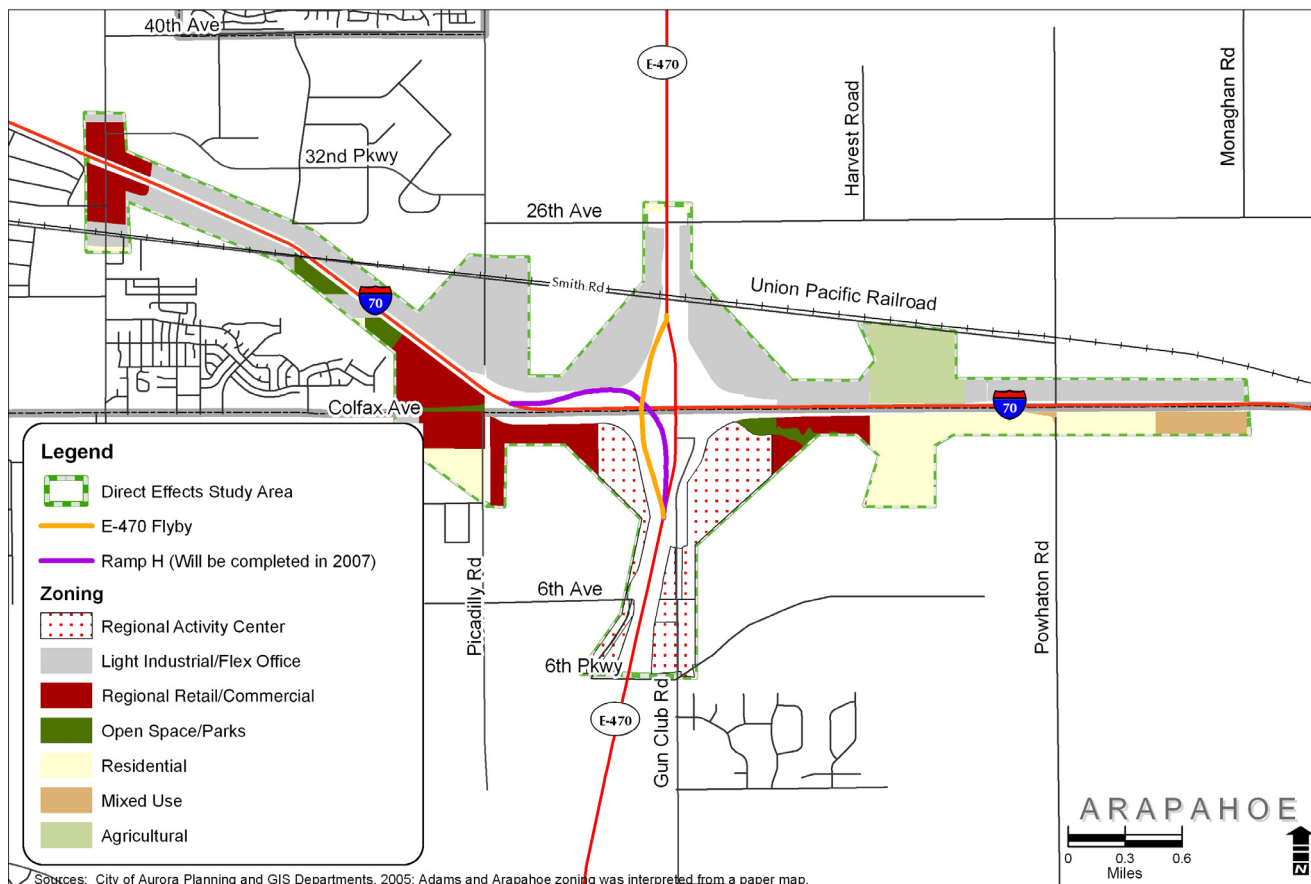 40th Ave
E-470
Harvest Road
Monaghan Rd
32nd Pkwy
26th Ave
Smith Rd
Union Pacific Railroad
70
Colfax Ave
70
Legend
Direct Effects Study Area
E-470 Flyby
Ramp H (Will be completed in 2007)
Zoning
Regional Activity Center
Light Industrial/Flex Office
Regional Retail/Commercial
Open Space/Parks
Residential
Mixed Use
Agricultural
Picadilly Rd
6th Ave
6th Pkwy
E-470
Gun Club Rd
Powhaton Rd
ARAPAHOE
0 0.3 0.6
Miles
N
Sources: City of Aurora Planning and GIS Departments, 2005; Adams and Arapahoe zoning was interpreted from a paper map.